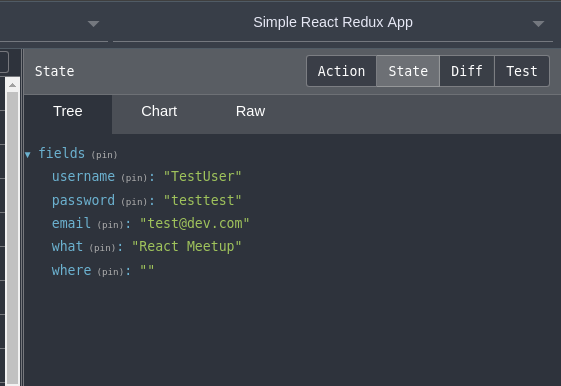 Simple React Redux App
State Action State Diff Test
Tree Chart Raw
fields (pin)
username (pin): "TestUser"
password (pin): "testtest"
email (pin): "test@dev.com"
what (pin): "React Meetup"
where (pin): ""